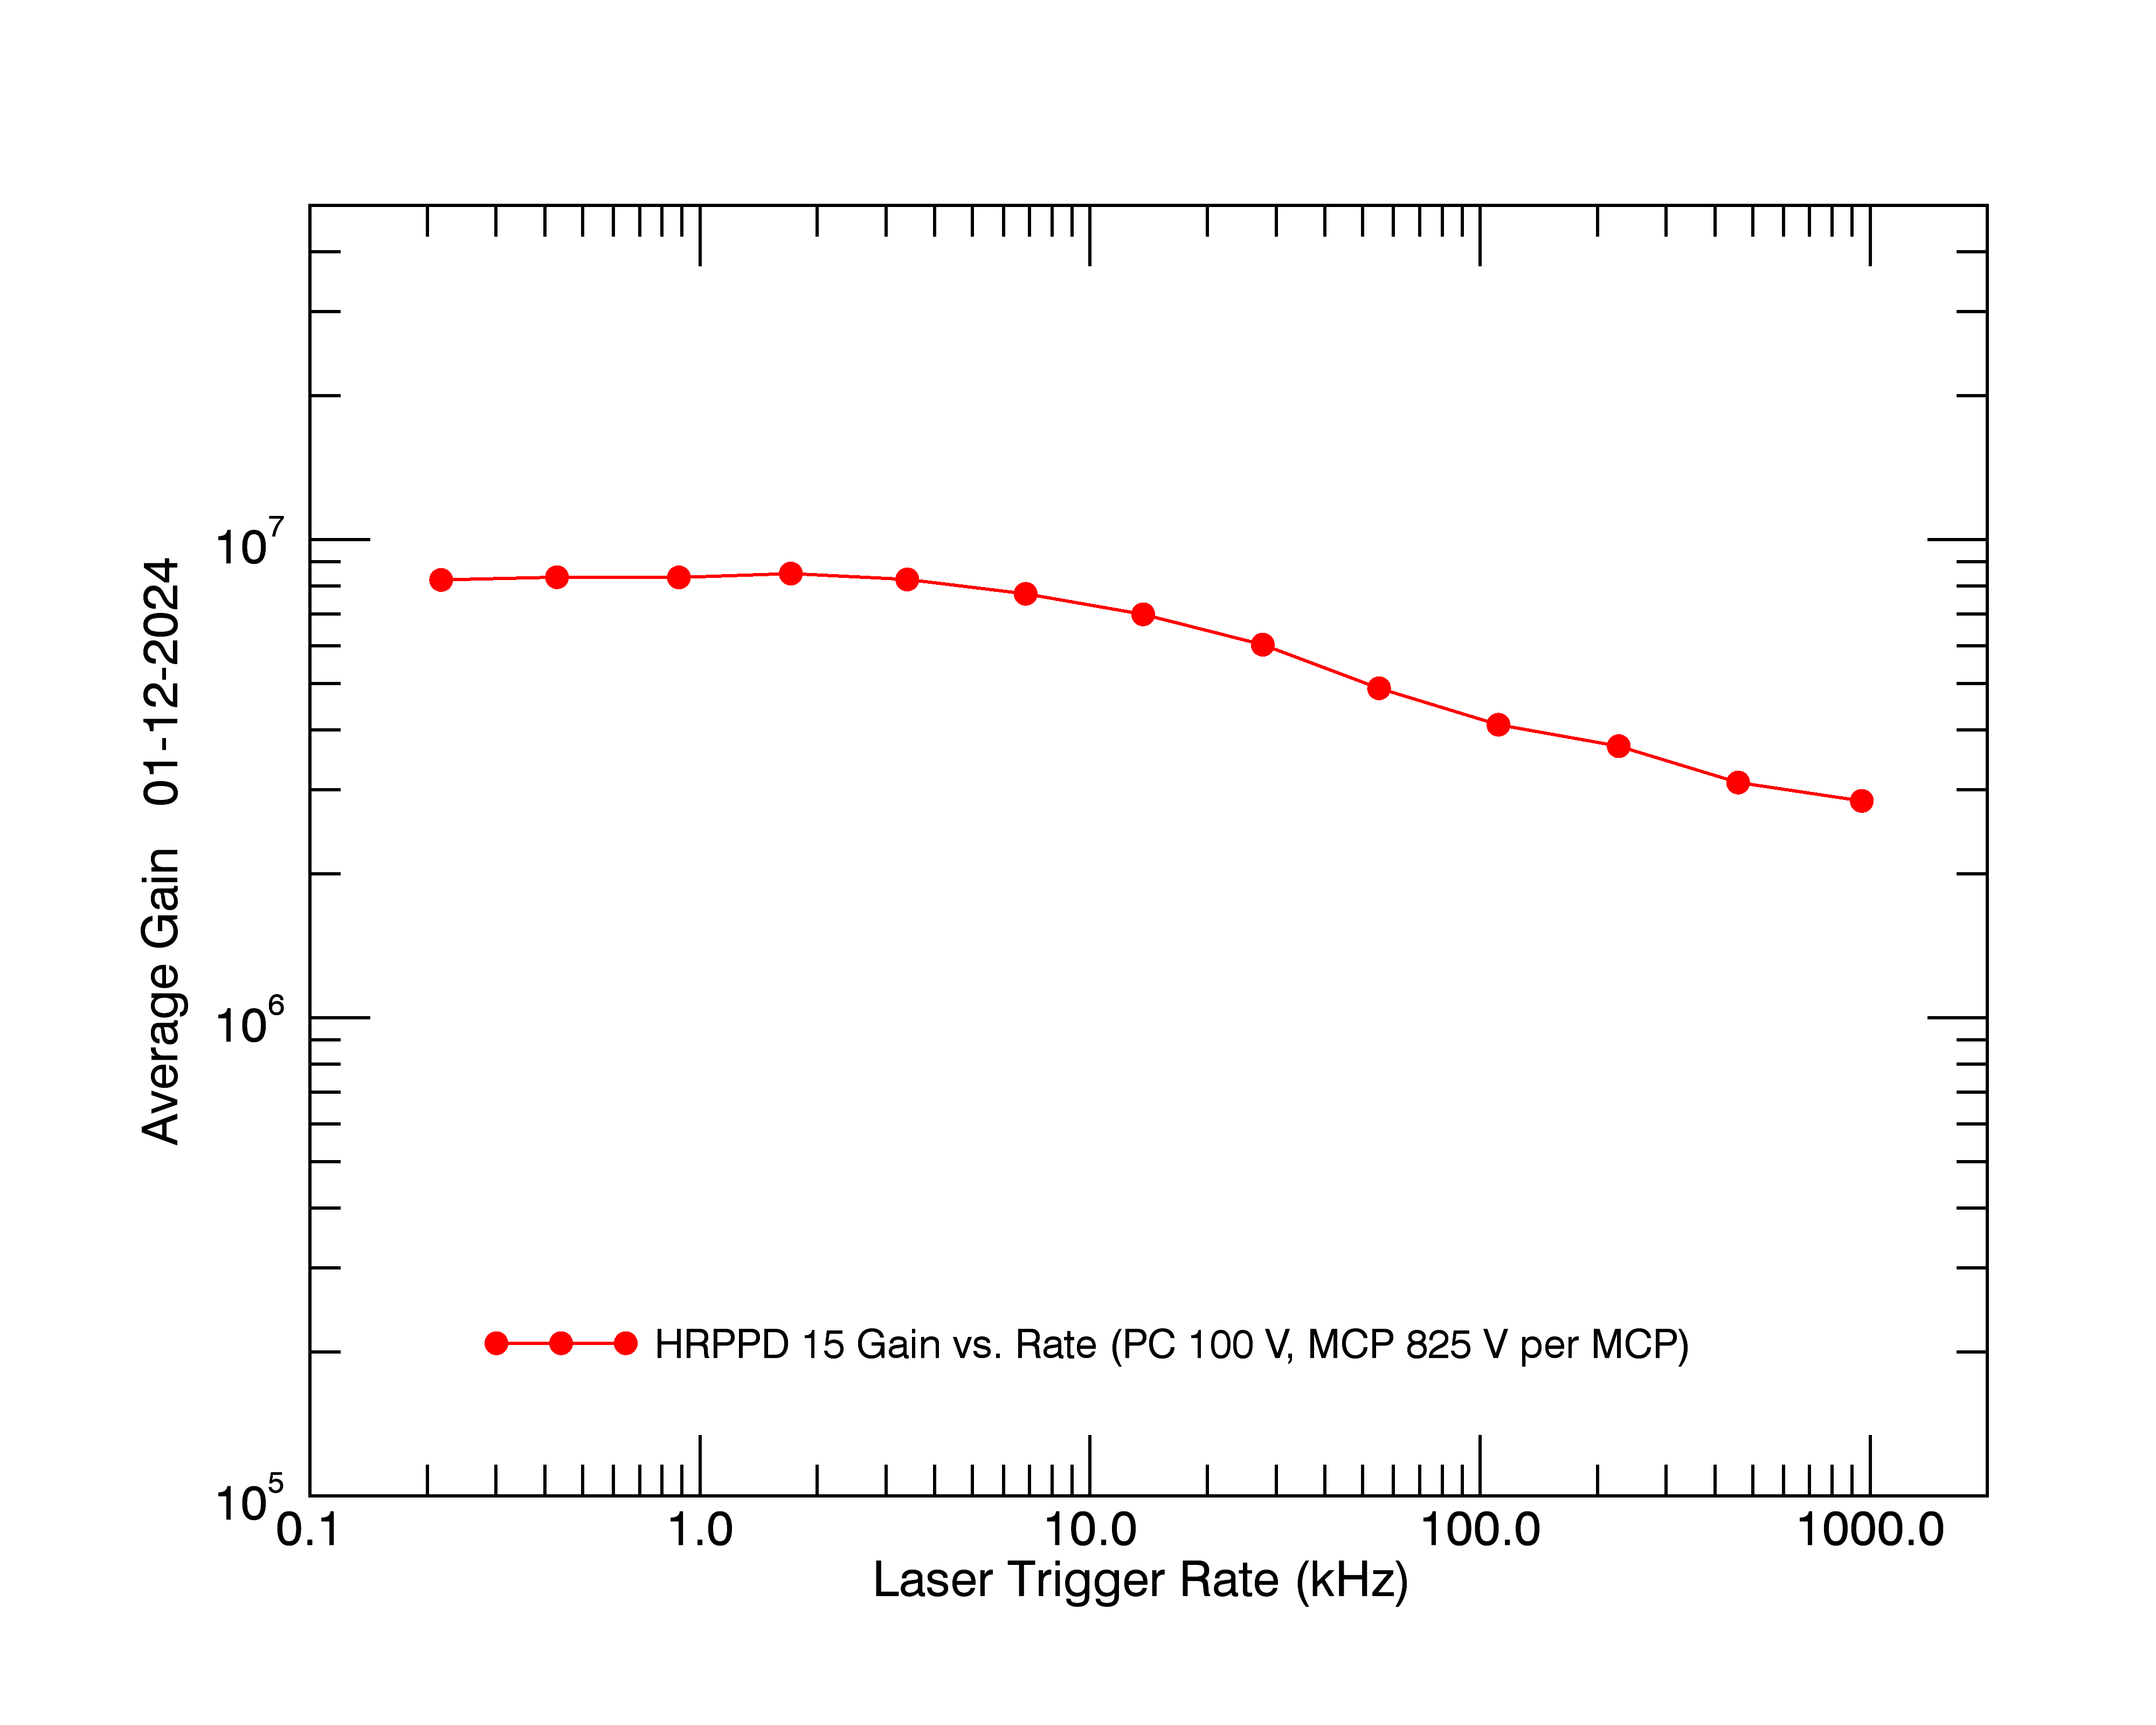 Average Gain  01-12-2024
10^7
10^6
10^5
HRPPD 15 Gain vs. Rate (PC 100 V, MCP 825 V per MCP)
0.1 1.0 10.0 100.0 1000.0
Laser Trigger Rate (kHz)